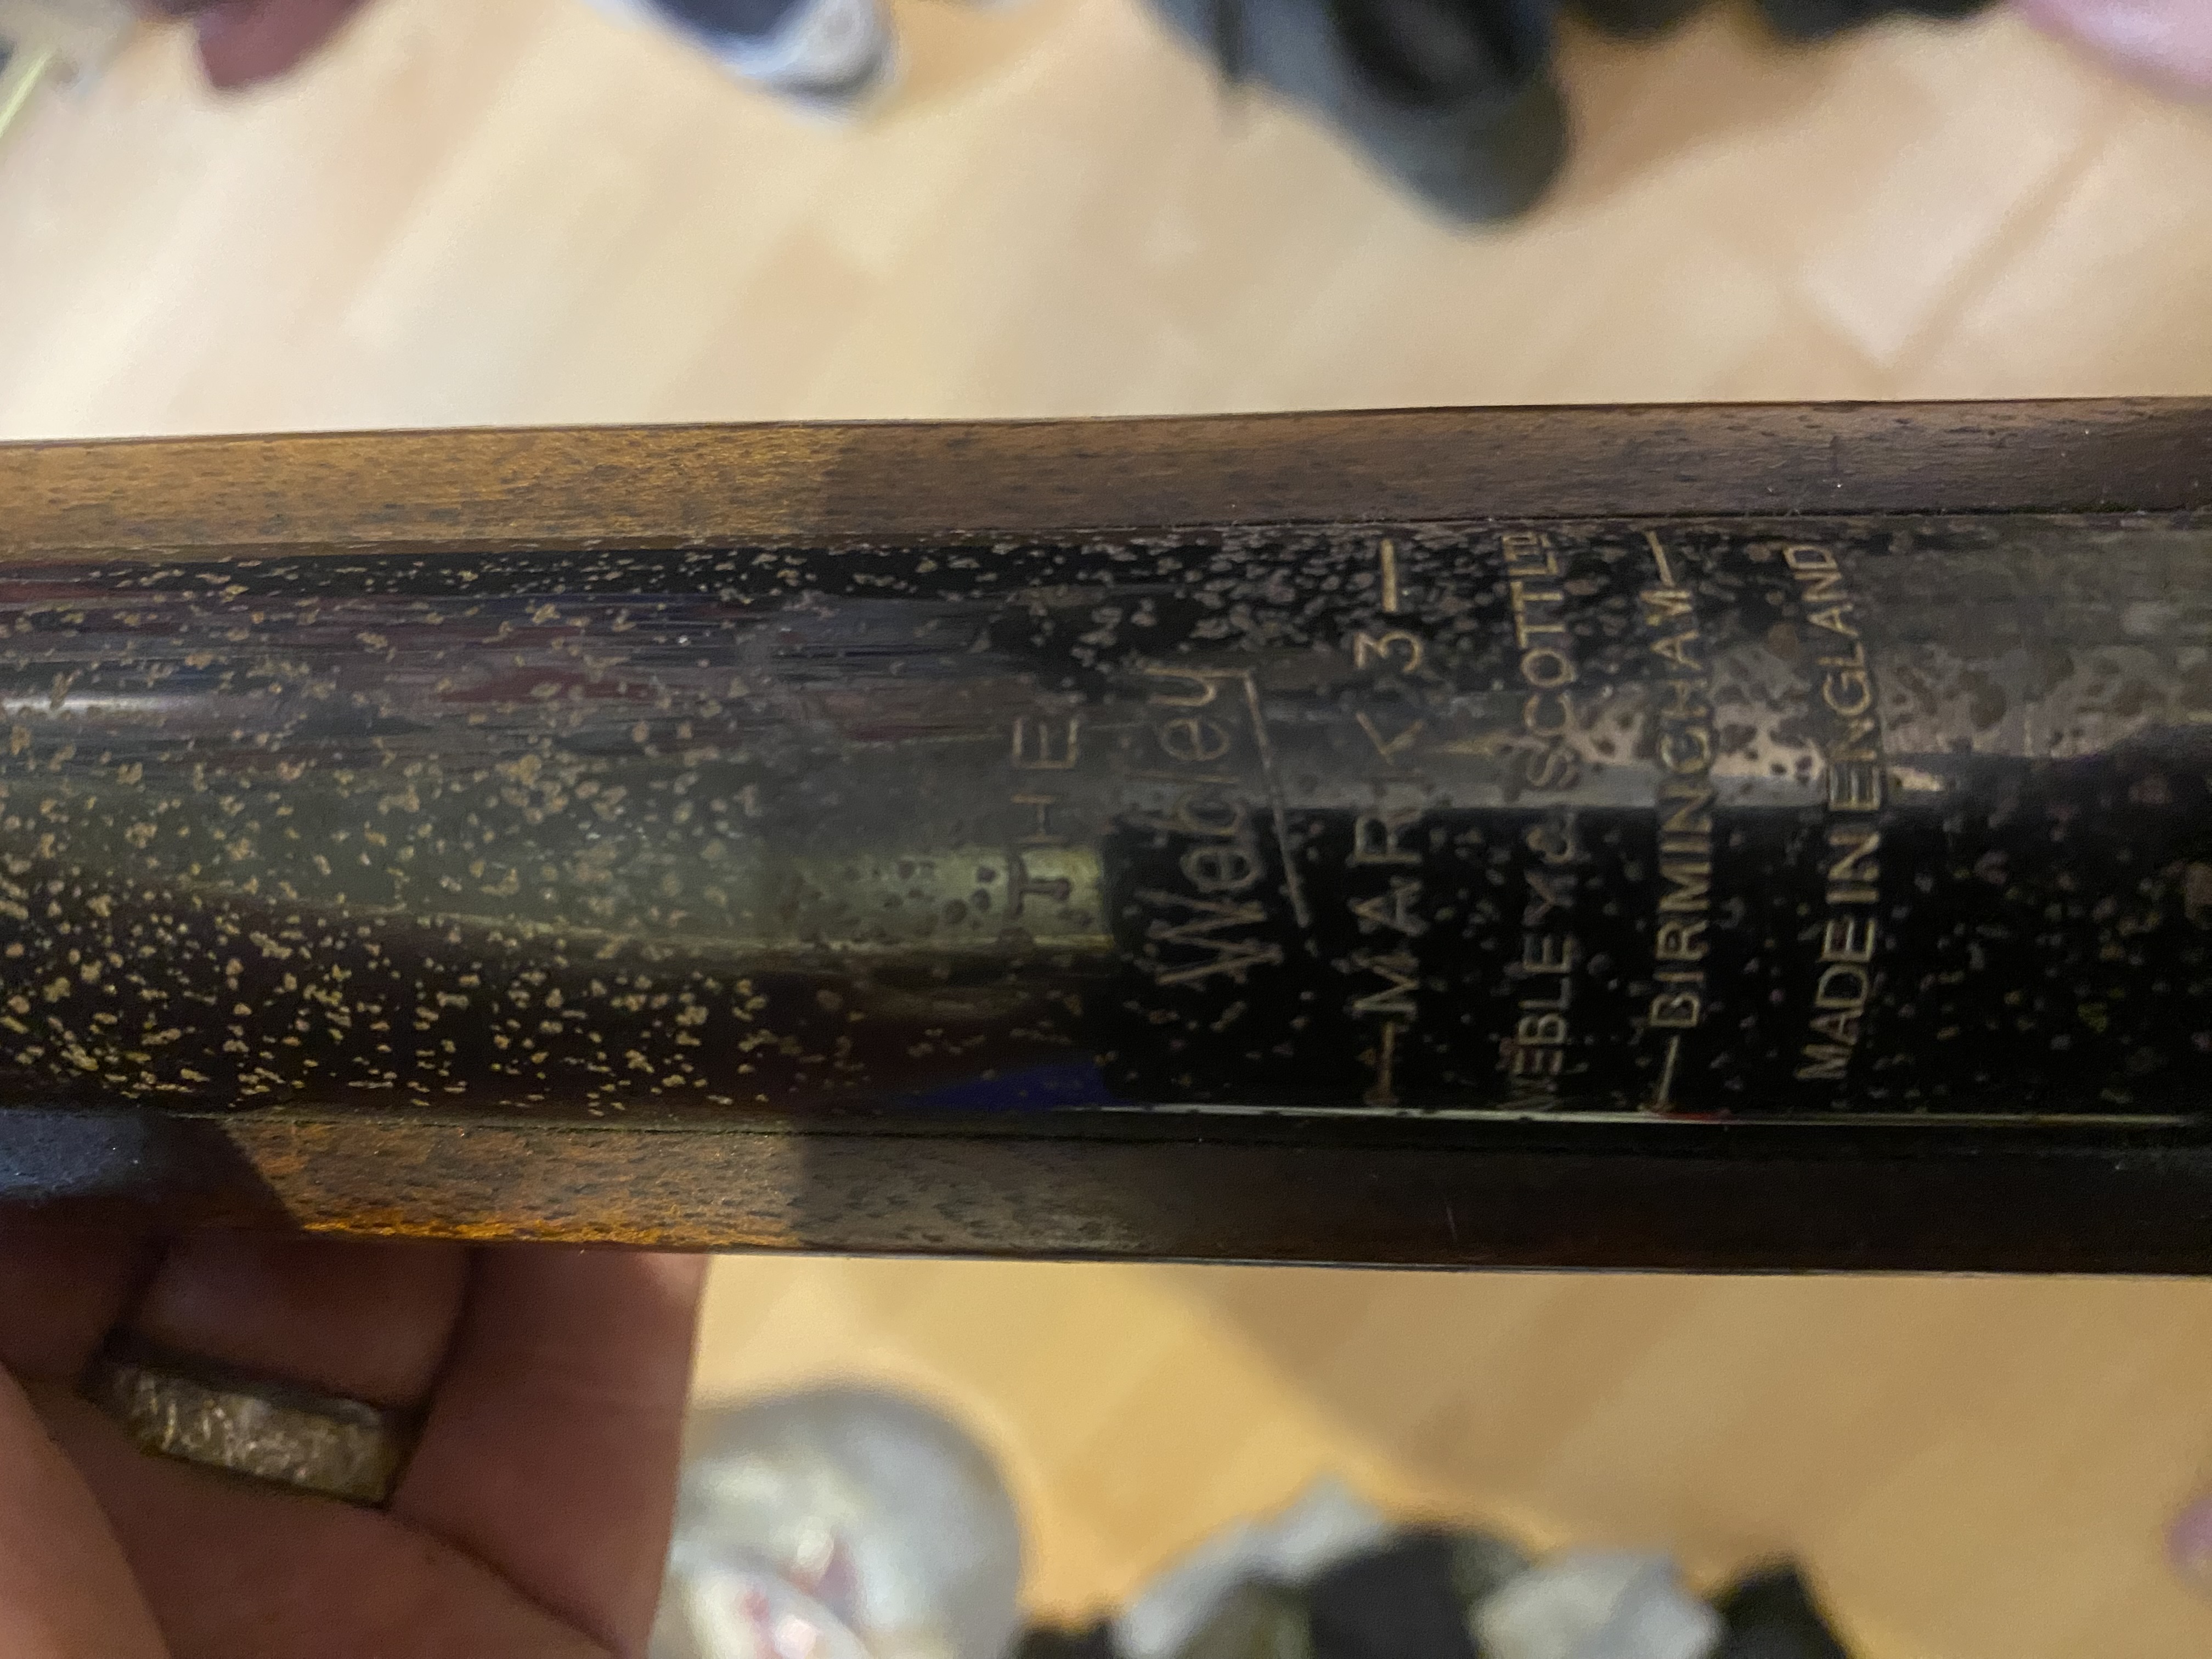 THE
Webley
— MARK 3 —
WEBLEY & SCOTT LTD
— BIRMINGHAM —
MADE IN ENGLAND